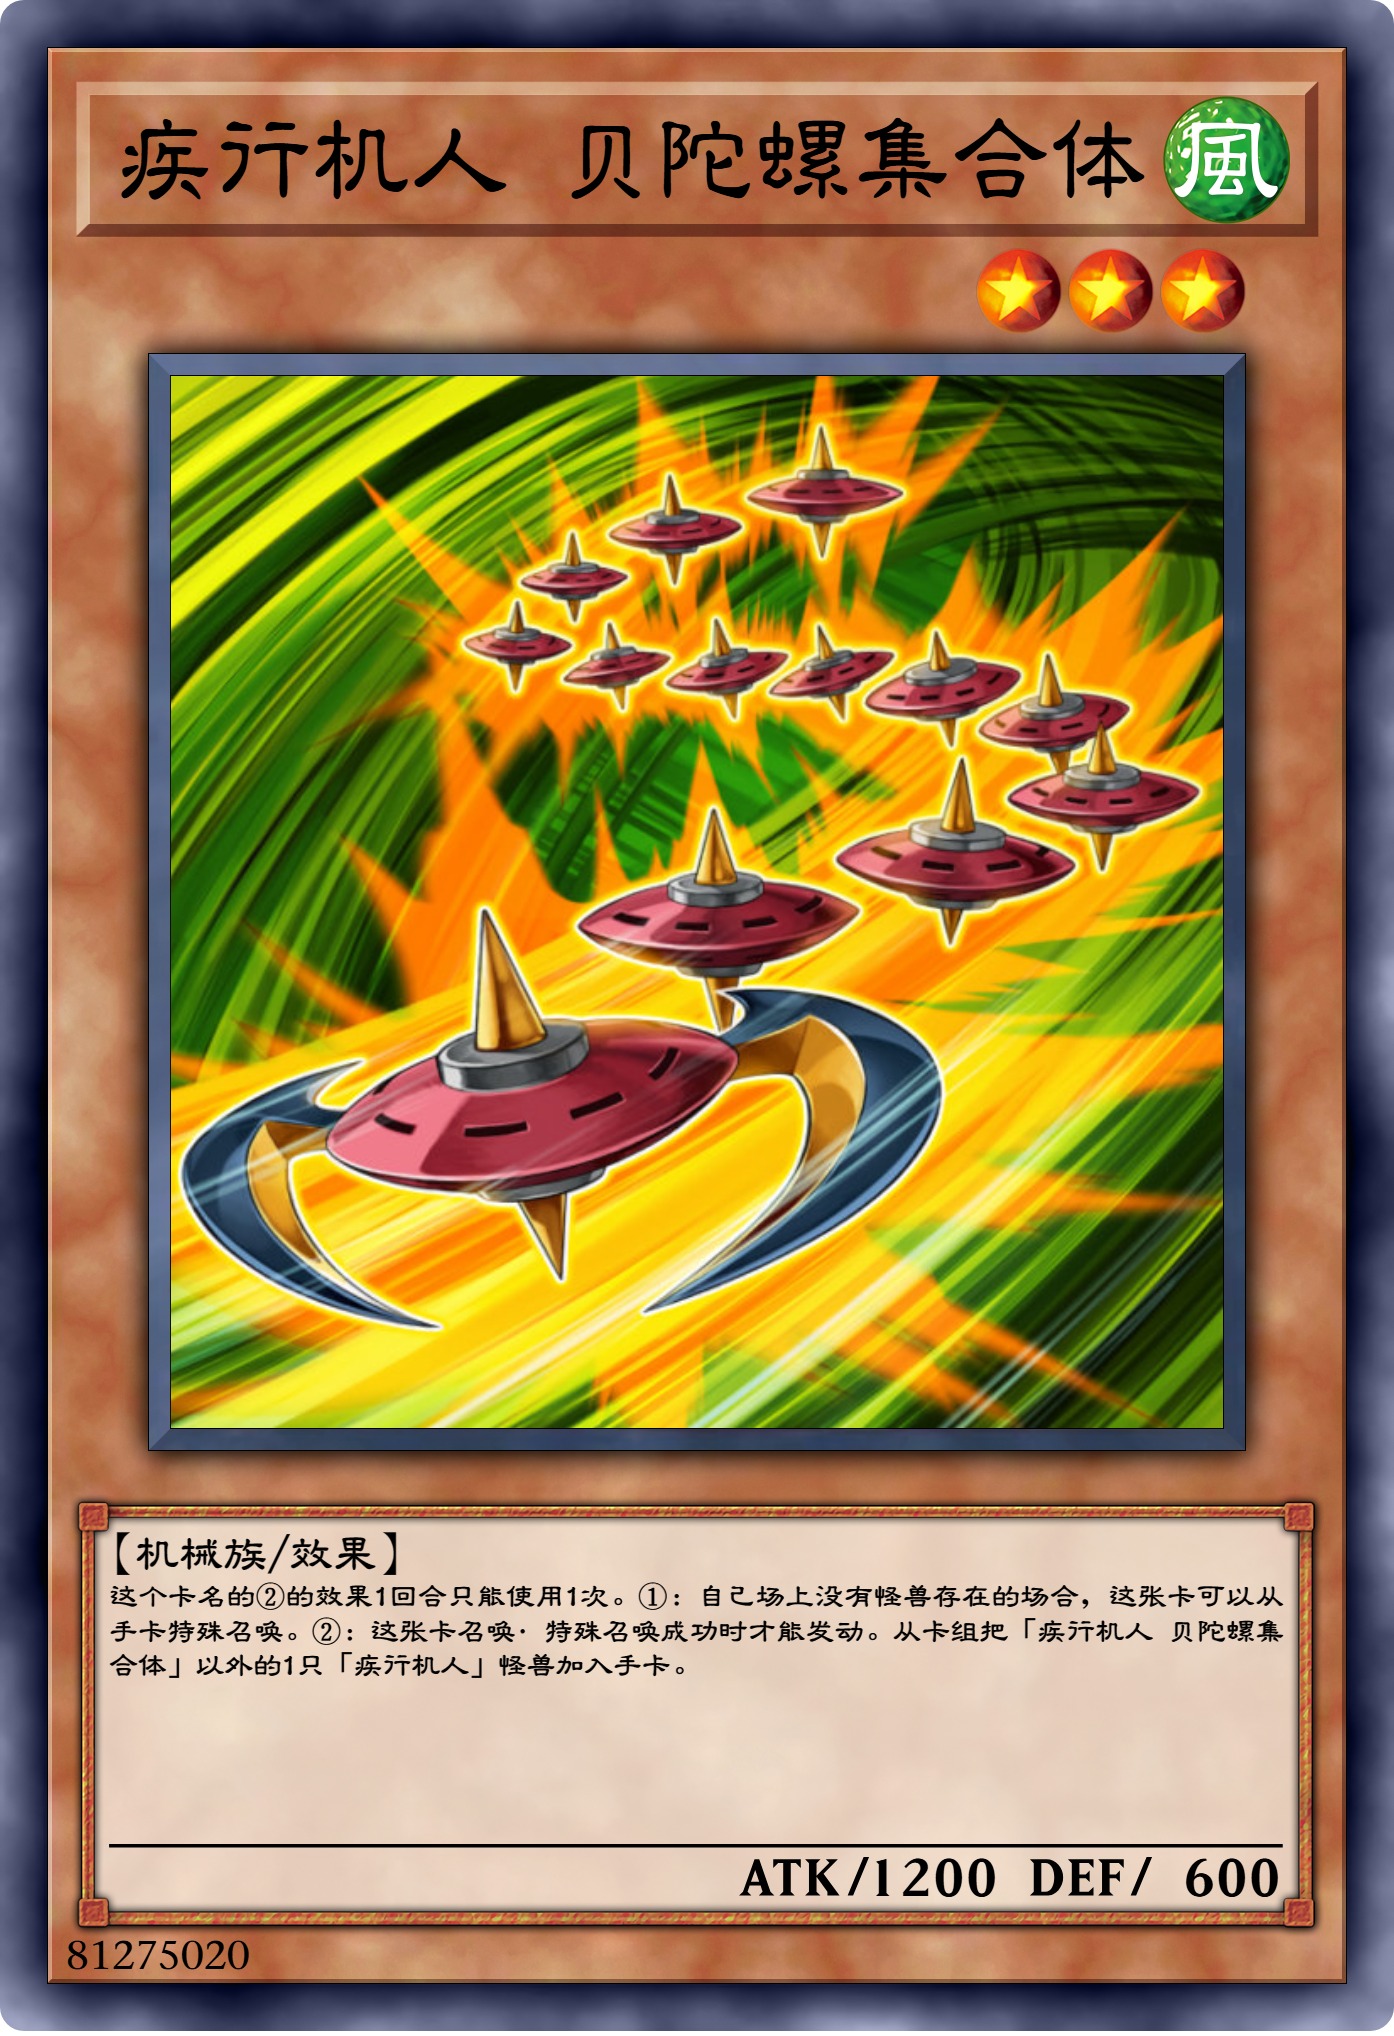 疾行机人 贝陀螺集合体 風
【机械族/效果】
这个卡名的②的效果1回合只能使用1次。①：自己场上没有怪兽存在的场合，这张卡可以从
手卡特殊召唤。②：这张卡召唤·特殊召唤成功时才能发动。从卡组把「疾行机人 贝陀螺集
合体」以外的1只「疾行机人」怪兽加入手卡。
ATK/1200 DEF/ 600
81275020